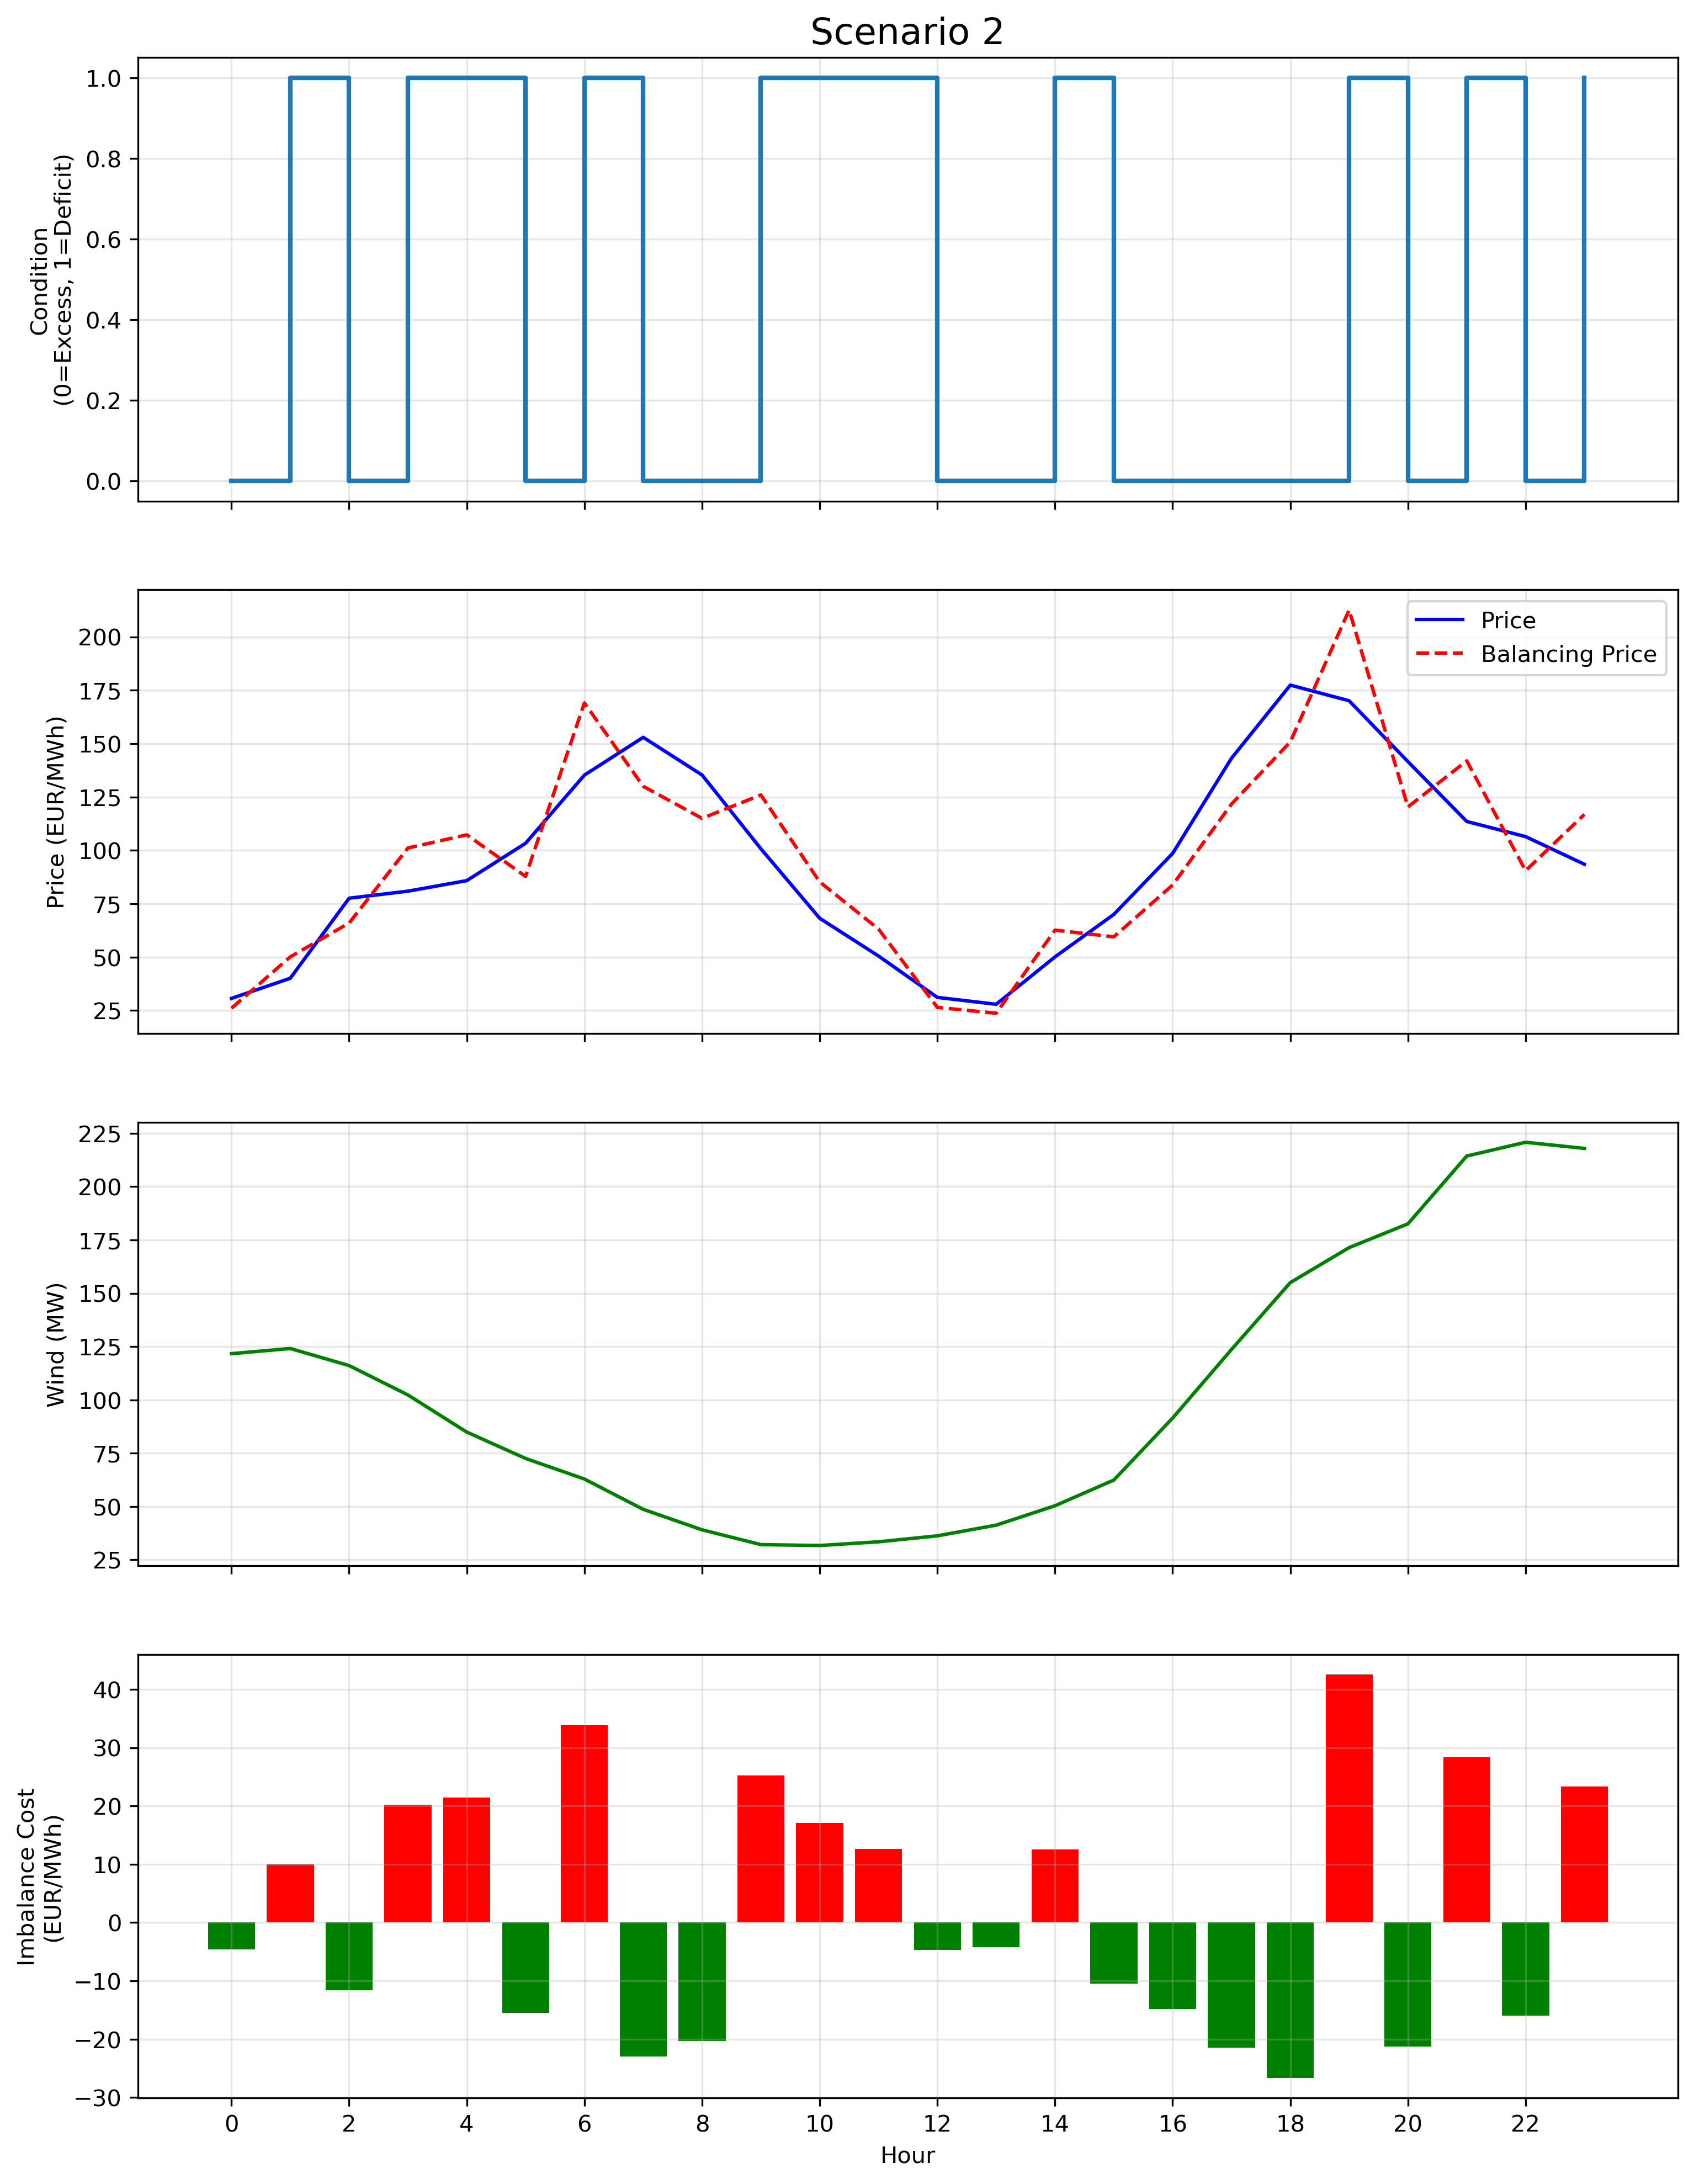 Scenario 2
Condition
(0=Excess, 1=Deficit)
1.0
0.8
0.6
0.4
0.2
0.0
Price (EUR/MWh)
200
175
150
125
100
75
50
25
Price
Balancing Price
Wind (MW)
225
200
175
150
125
100
75
50
25
Imbalance Cost
(EUR/MWh)
40
30
20
10
0
−10
−20
−30
0 2 4 6 8 10 12 14 16 18 20 22
Hour